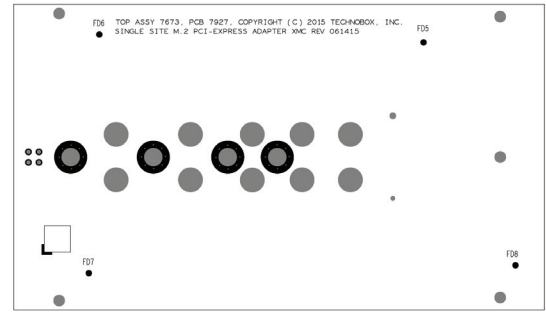 FD6
TOP ASSY 7673, PCB 7927, COPYRIGHT (C) 2015 TECHNOBOX, INC.
SINGLE SITE M.2 PCI-EXPRESS ADAPTER XMC REV 061415
FD5
FD7
FD8